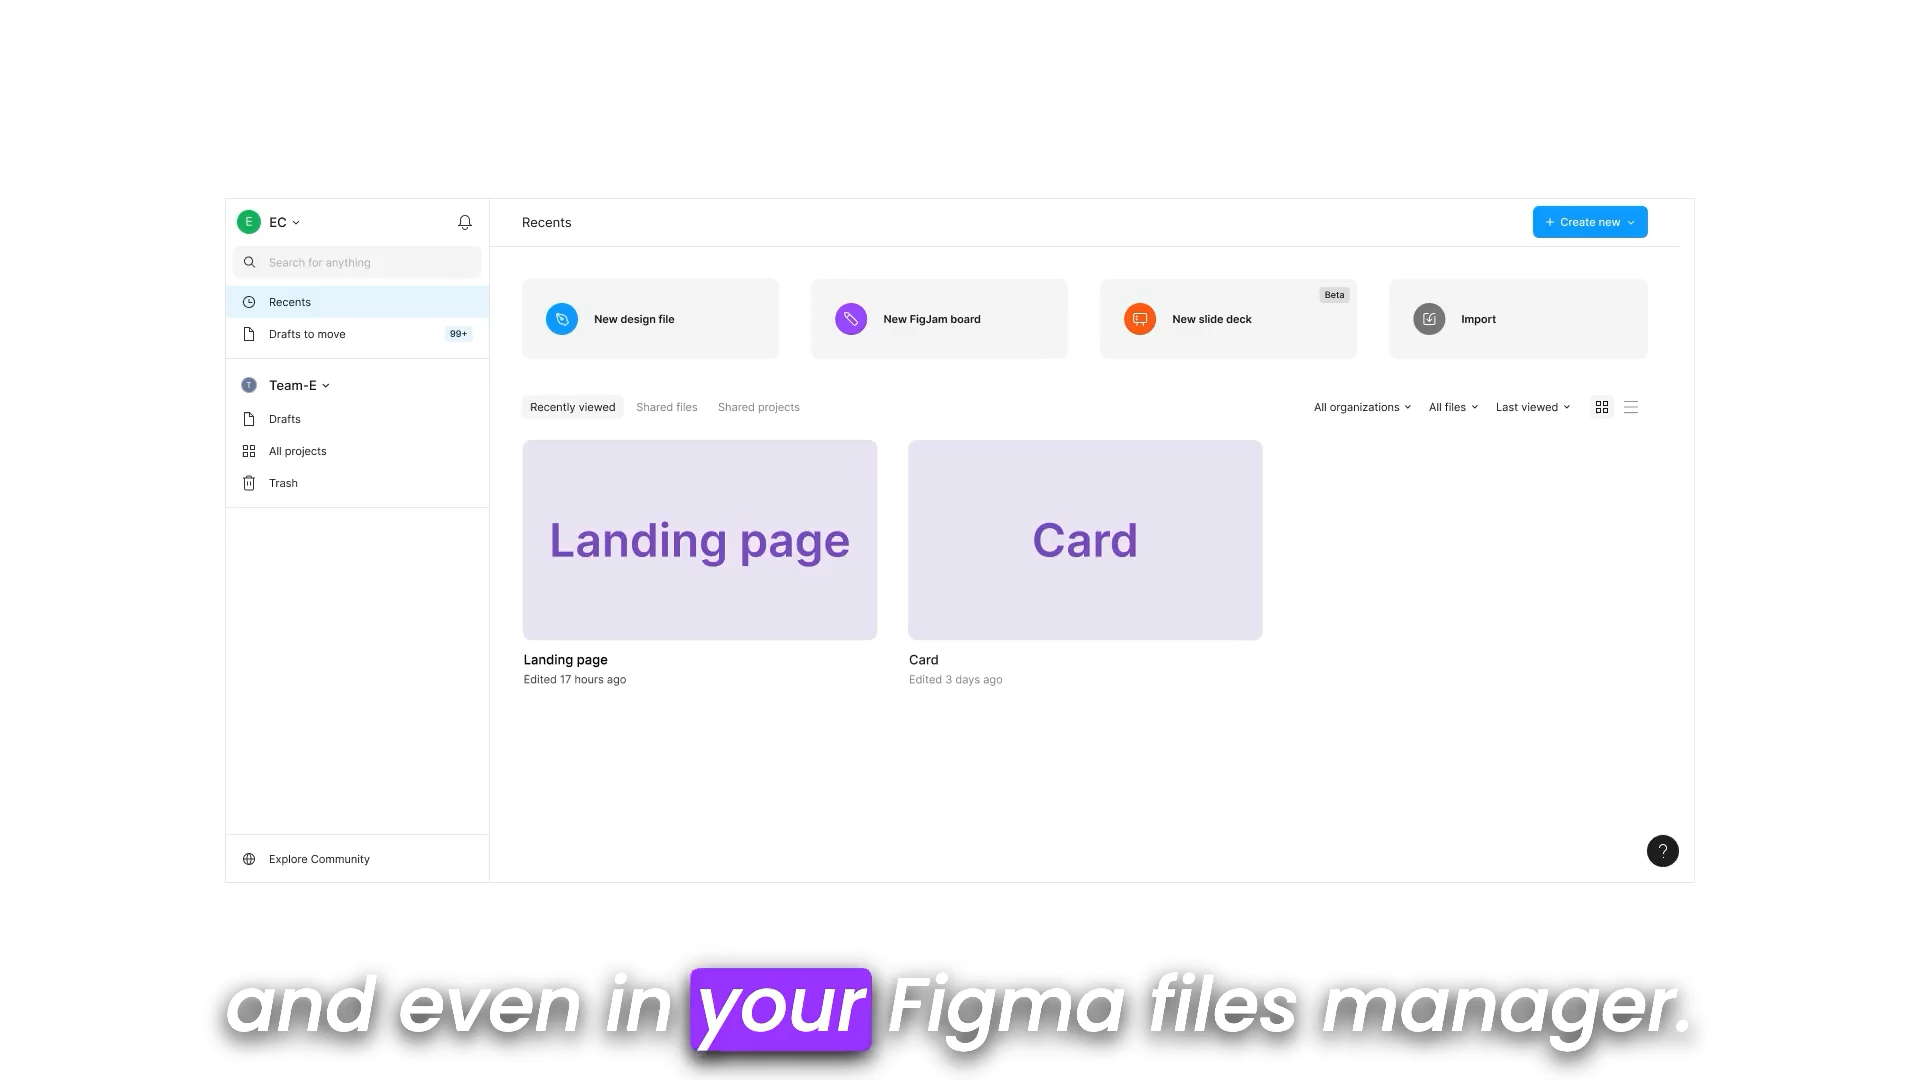 E EC
Search for anything
Recents
Drafts to move 99+
T Team-E
Drafts
All projects
Trash
Explore Community
Recents
+ Create new
New design file
New FigJam board
New slide deck
Beta
Import
Recently viewed Shared files Shared projects
All organizations All files Last viewed
Landing page
Landing page
Edited 17 hours ago
Card
Card
Edited 3 days ago
?
and even in your Figma files manager.